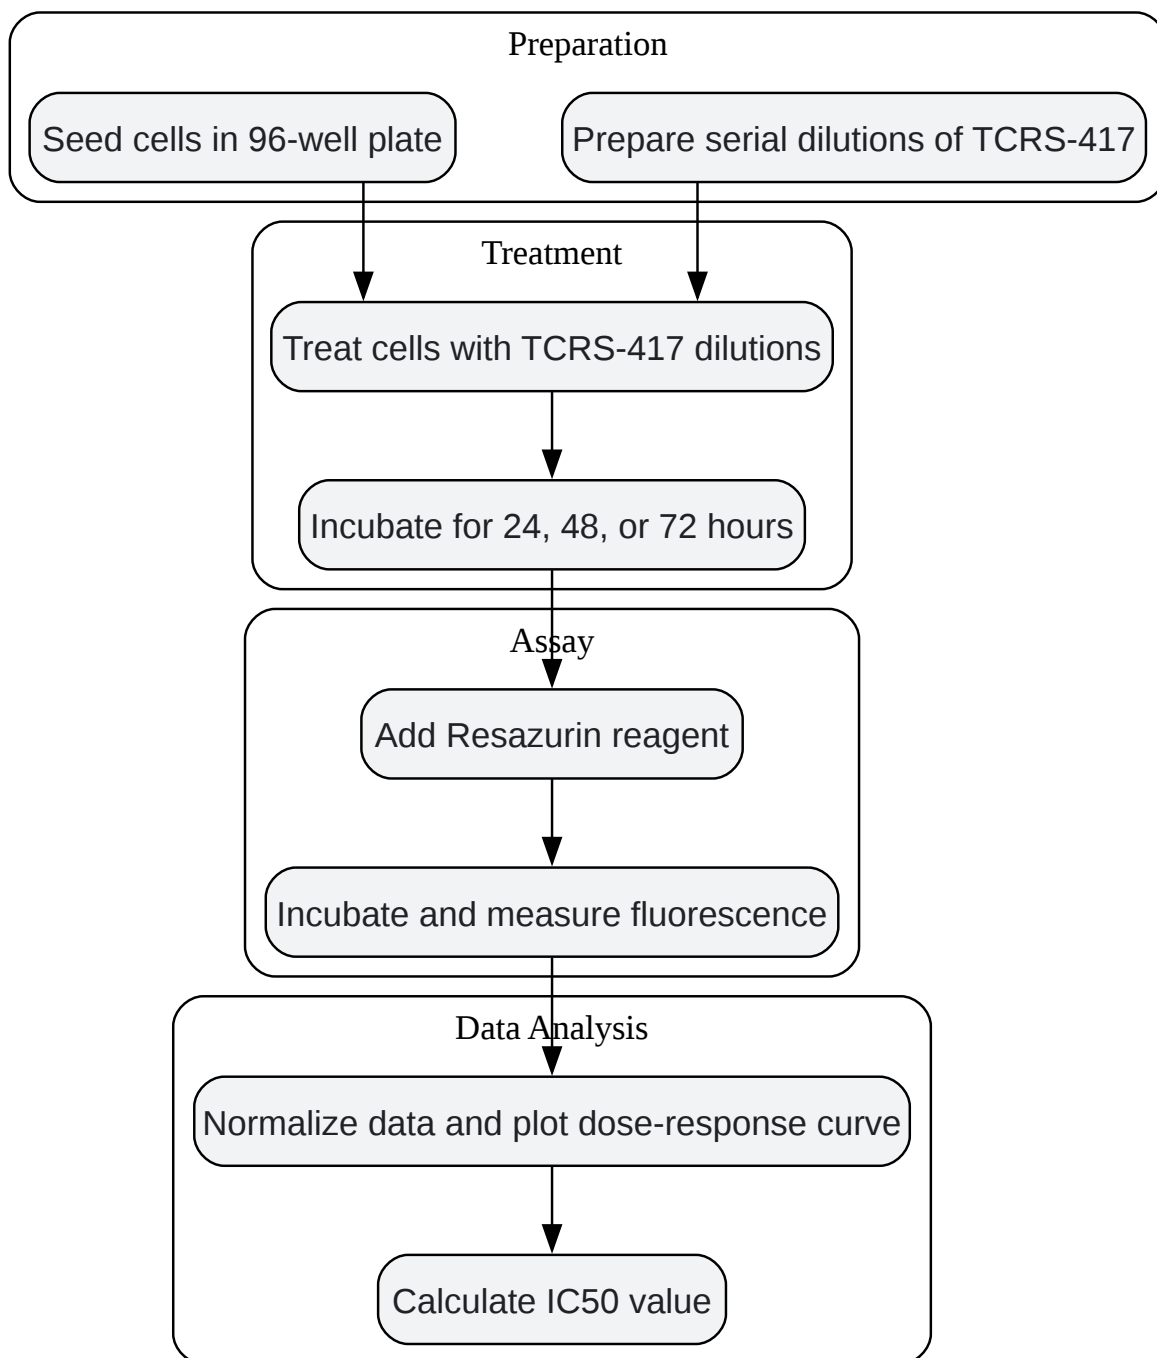 Preparation
Seed cells in 96-well plate
Prepare serial dilutions of TCRS-417
Treatment
Treat cells with TCRS-417 dilutions
Incubate for 24, 48, or 72 hours
Assay
Add Resazurin reagent
Incubate and measure fluorescence
Data Analysis
Normalize data and plot dose-response curve
Calculate IC50 value